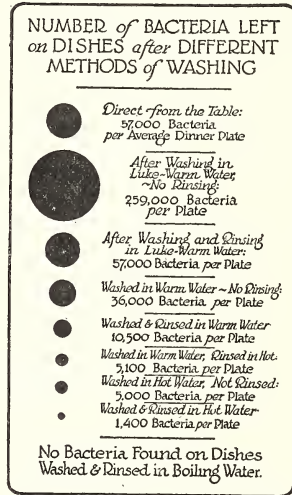 NUMBER of BACTERIA LEFT
on DISHES after DIFFERENT
METHODS of WASHING
Direct from the Table:
57,000 Bacteria
per Average Dinner Plate
After Washing in
Luke-Warm Water,
~No Rinsing:
259,000 Bacteria
per Plate
After Washing and Rinsing
in Luke-Warm Water:
57,000 Bacteria per Plate
Washed in Warm Water ~ No Rinsing:
36,000 Bacteria per Plate
Washed & Rinsed in Warm Water
10,500 Bacteria per Plate
Washed in Warm Water, Rinsed in Hot:
5,100 Bacteria per Plate
Washed in Hot Water, Not Rinsed:
5,000 Bacteria per Plate
Washed & Rinsed in Hot Water-
1,400 Bacteria per Plate
No Bacteria Found on Dishes
Washed & Rinsed in Boiling Water.